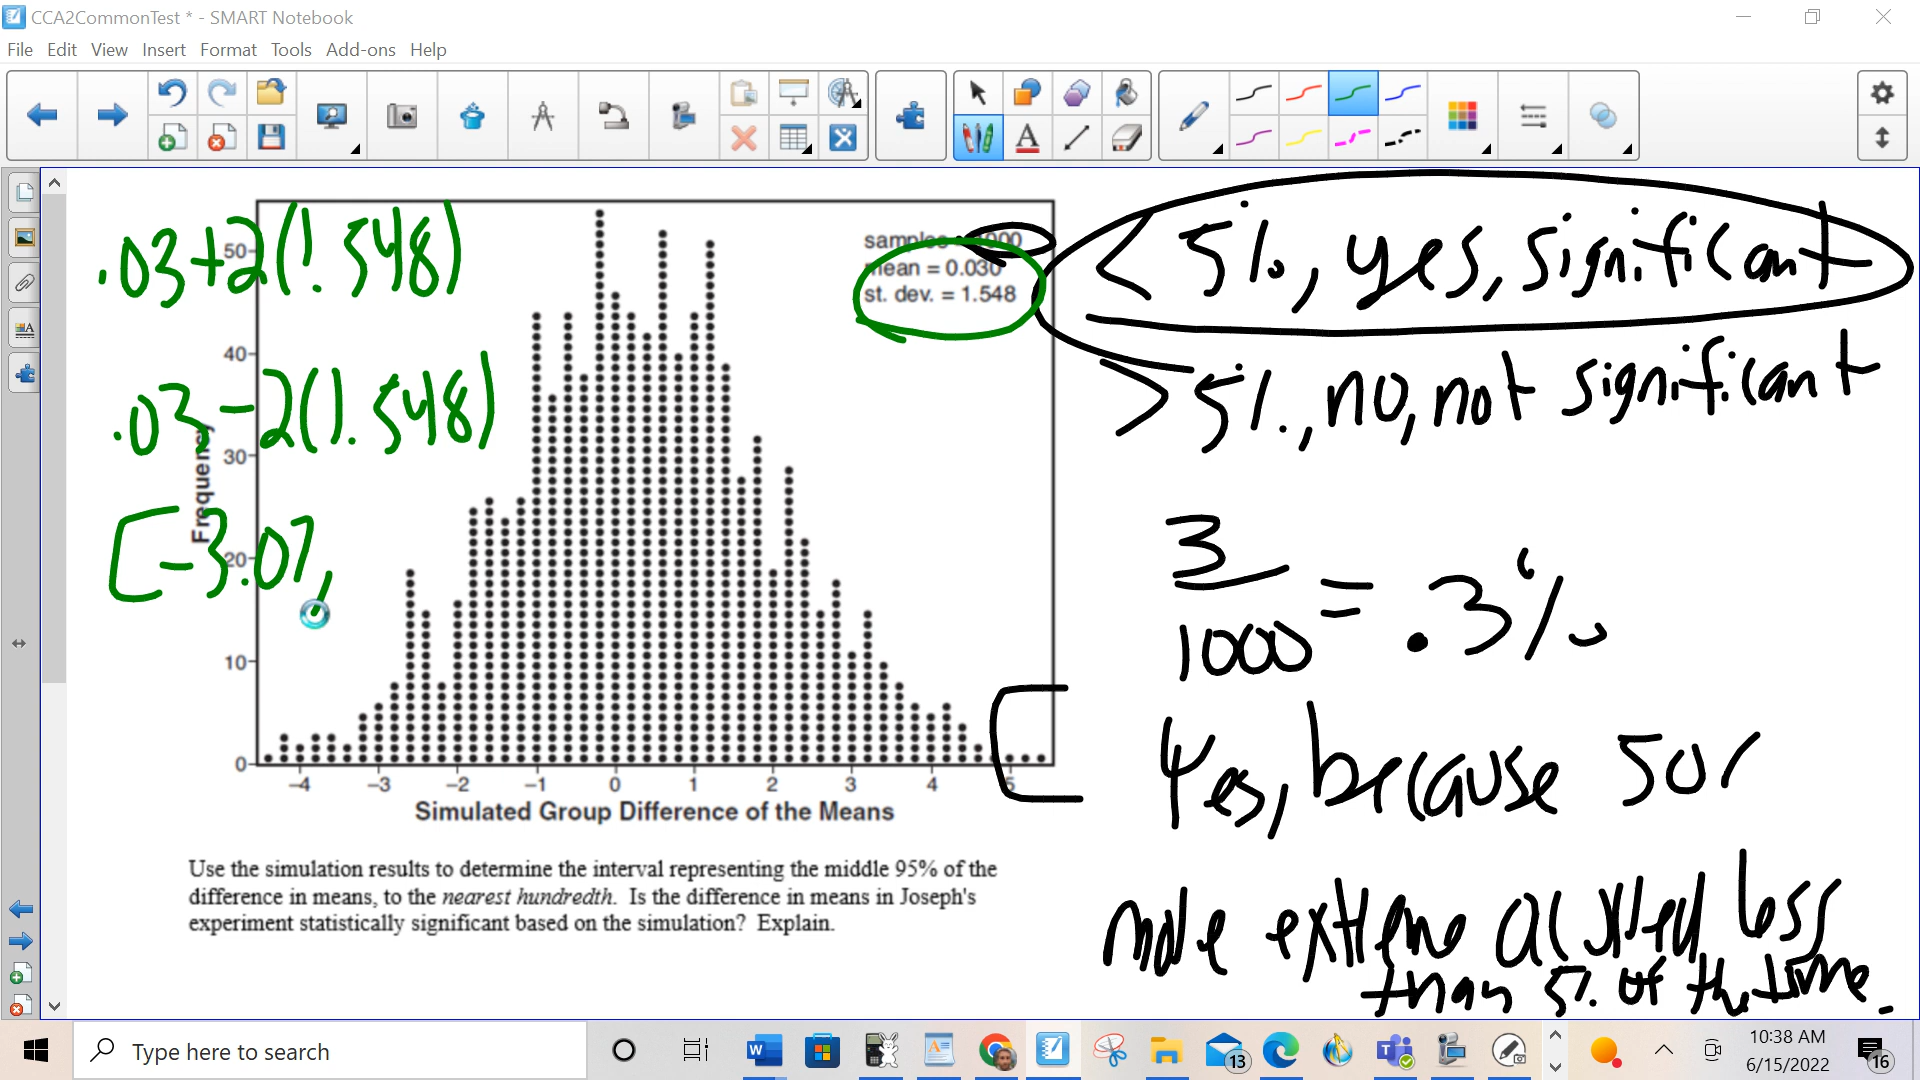 CCA2CommonTest * - SMART Notebook
File Edit View Insert Format Tools Add-ons Help
.03+2(1.548)
.03-2(1.548)
[-3.07,
mean = 0.030
st. dev. = 1.548
Frequency
50
40
30
20
10
0
-4 -3 -2 -1 0 1 2 3 4 5
Simulated Group Difference of the Means
Use the simulation results to determine the interval representing the middle 95% of the
difference in means, to the nearest hundredth. Is the difference in means in Joseph's
experiment statistically significant based on the simulation? Explain.
< 5%, yes, significant
> 5%, no, not significant
3
1000 = .3%
Yes, because 5 or
more extreme occurred less
than 5% of the time.
Type here to search
13
10:38 AM
6/15/2022
16